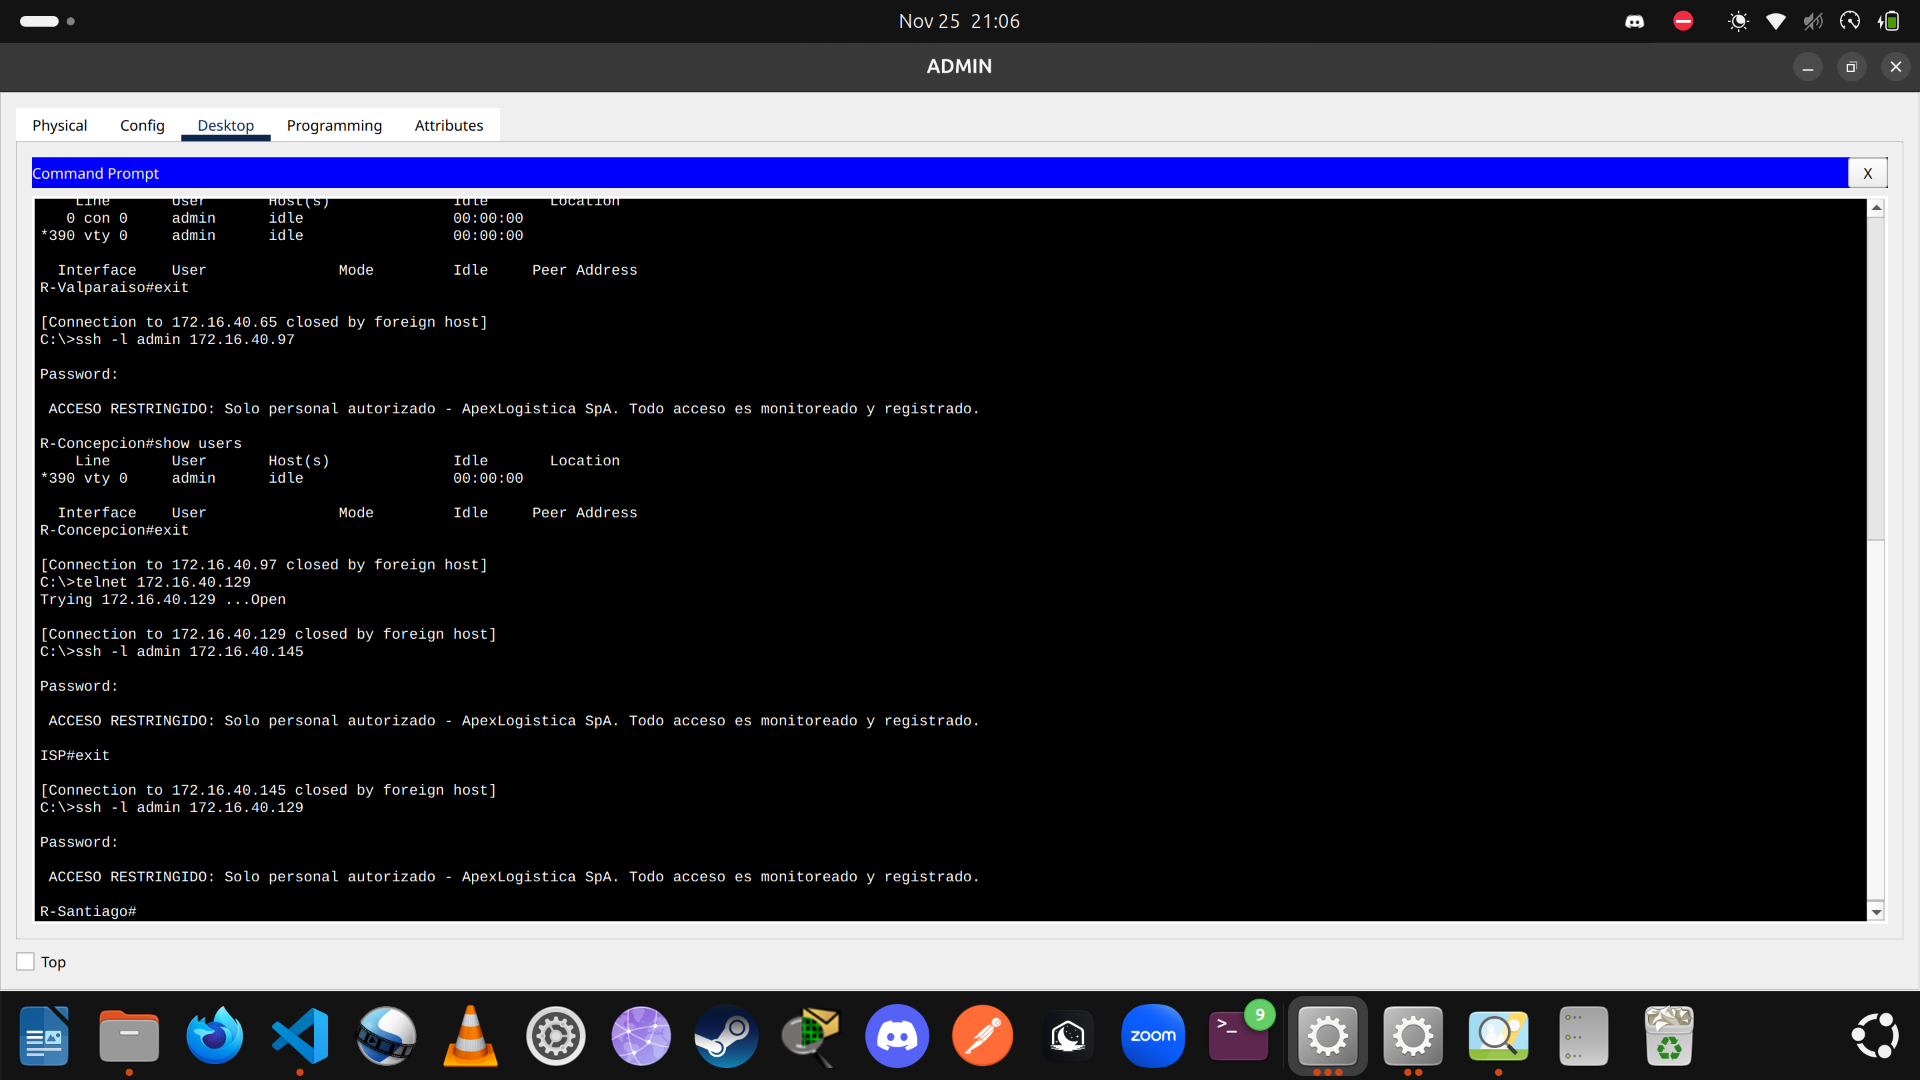 Nov 25 21:06
ADMIN
Physical Config Desktop Programming Attributes
Command Prompt X
Line User Host(s) Idle Location
0 con 0 admin idle 00:00:00
*390 vty 0 admin idle 00:00:00
Interface User Mode Idle Peer Address
R-Valparaiso#exit
[Connection to 172.16.40.65 closed by foreign host]
C:\>ssh -l admin 172.16.40.97
Password:
ACCESO RESTRINGIDO: Solo personal autorizado - ApexLogistica SpA. Todo acceso es monitoreado y registrado.
R-Concepcion#show users
Line User Host(s) Idle Location
*390 vty 0 admin idle 00:00:00
Interface User Mode Idle Peer Address
R-Concepcion#exit
[Connection to 172.16.40.97 closed by foreign host]
C:\>telnet 172.16.40.129
Trying 172.16.40.129 ...Open
[Connection to 172.16.40.129 closed by foreign host]
C:\>ssh -l admin 172.16.40.145
Password:
ACCESO RESTRINGIDO: Solo personal autorizado - ApexLogistica SpA. Todo acceso es monitoreado y registrado.
ISP#exit
[Connection to 172.16.40.145 closed by foreign host]
C:\>ssh -l admin 172.16.40.129
Password:
ACCESO RESTRINGIDO: Solo personal autorizado - ApexLogistica SpA. Todo acceso es monitoreado y registrado.
R-Santiago#
Top
zoom
>_
9